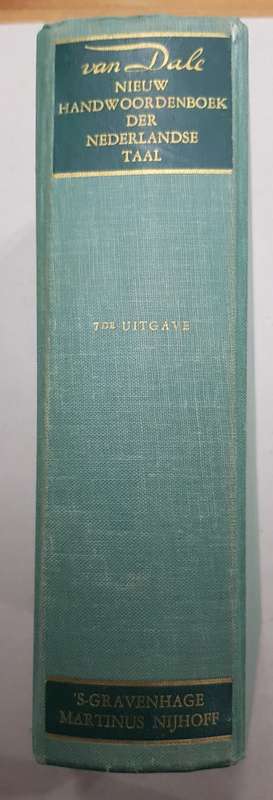 van Dale
NIEUW
HANDWOORDENBOEK
DER
NEDERLANDSE
TAAL
7DE UITGAVE
'S-GRAVENHAGE
MARTINUS NIJHOFF